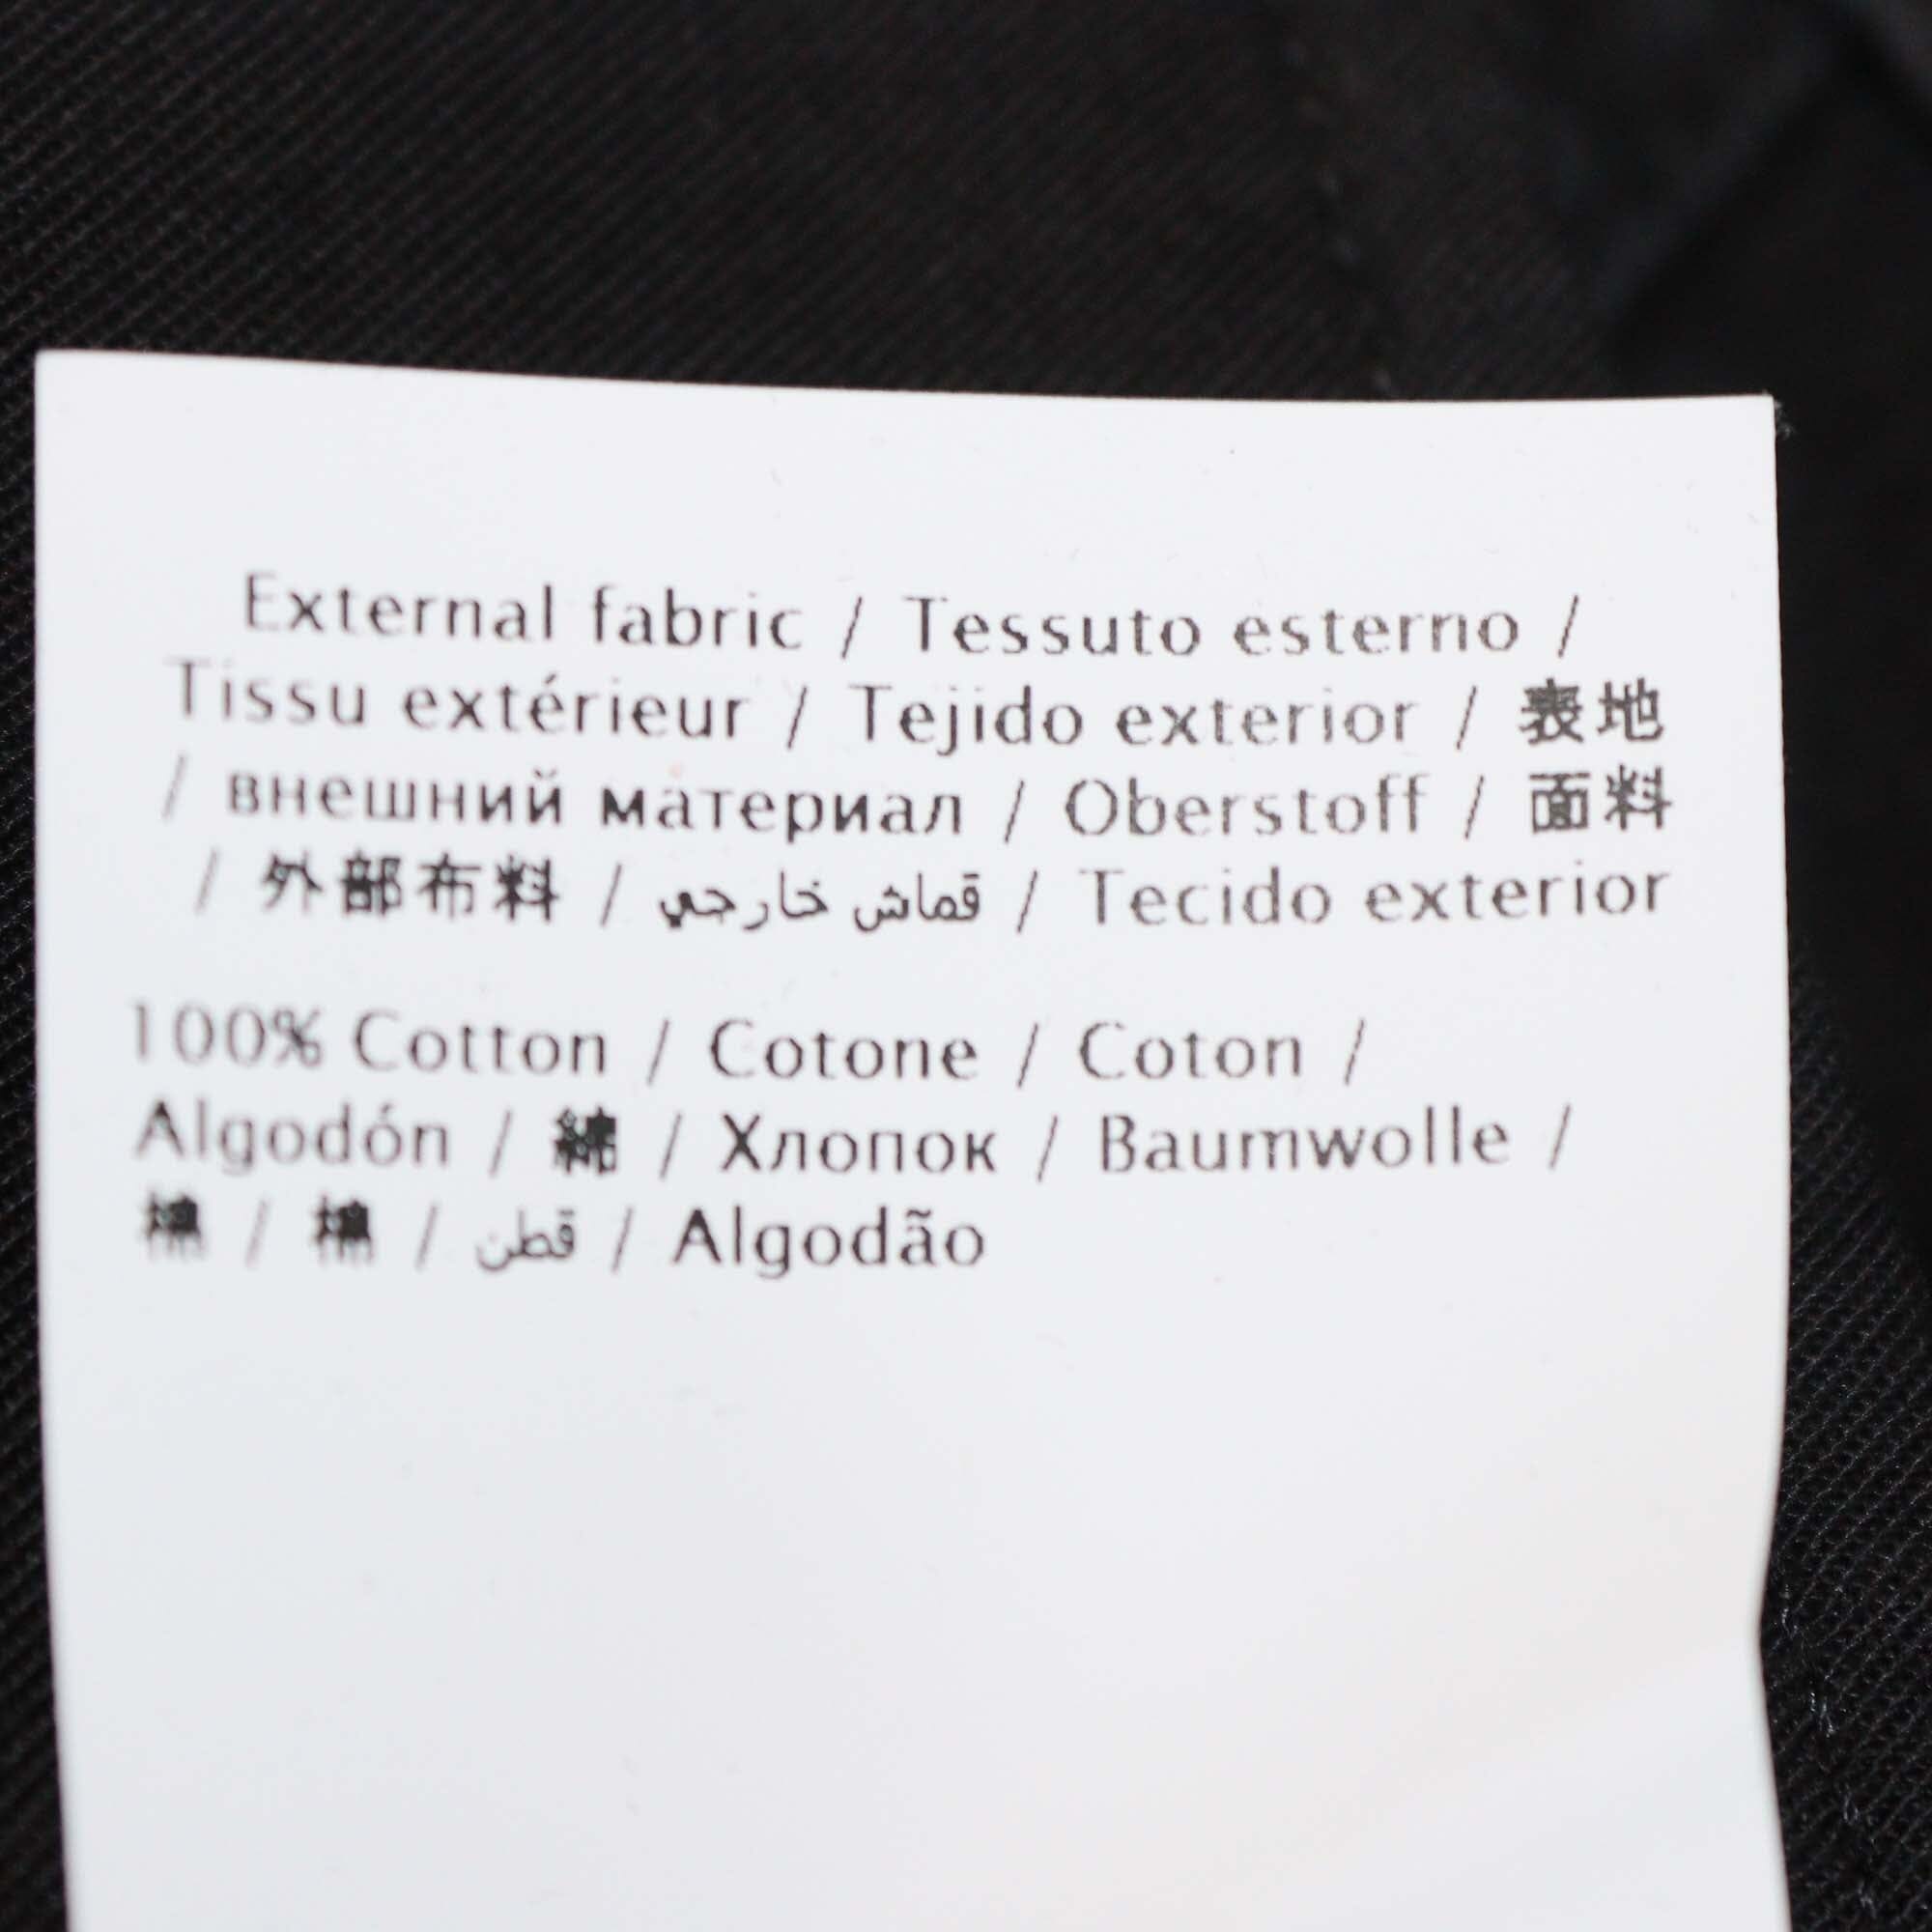 External fabric / Tessuto esterno /
Tissu extérieur / Tejido exterior / 表地
/ внешний материал / Oberstoff / 面料
/ 外部布料 / قماش خارجي / Tecido exterior
100% Cotton / Cotone / Coton /
Algodón / 綿 / Хлопок / Baumwolle /
棉 / 棉 / قطن / Algodão